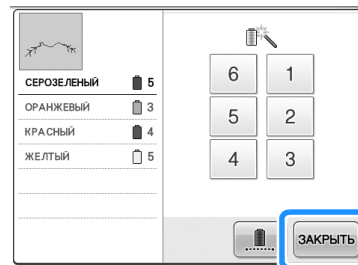 СЕРОЗЕЛЕНЫЙ 5
ОРАНЖЕВЫЙ 3
КРАСНЫЙ 4
ЖЕЛТЫЙ 5
6 1
5 2
4 3
ЗАКРЫТЬ